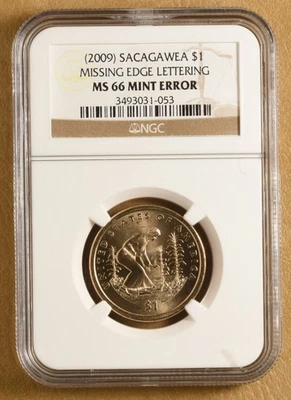 (2009) SACAGAWEA $1
MISSING EDGE LETTERING
MS 66 MINT ERROR
3493031-053
NGC
UNITED STATES OF AMERICA
$1